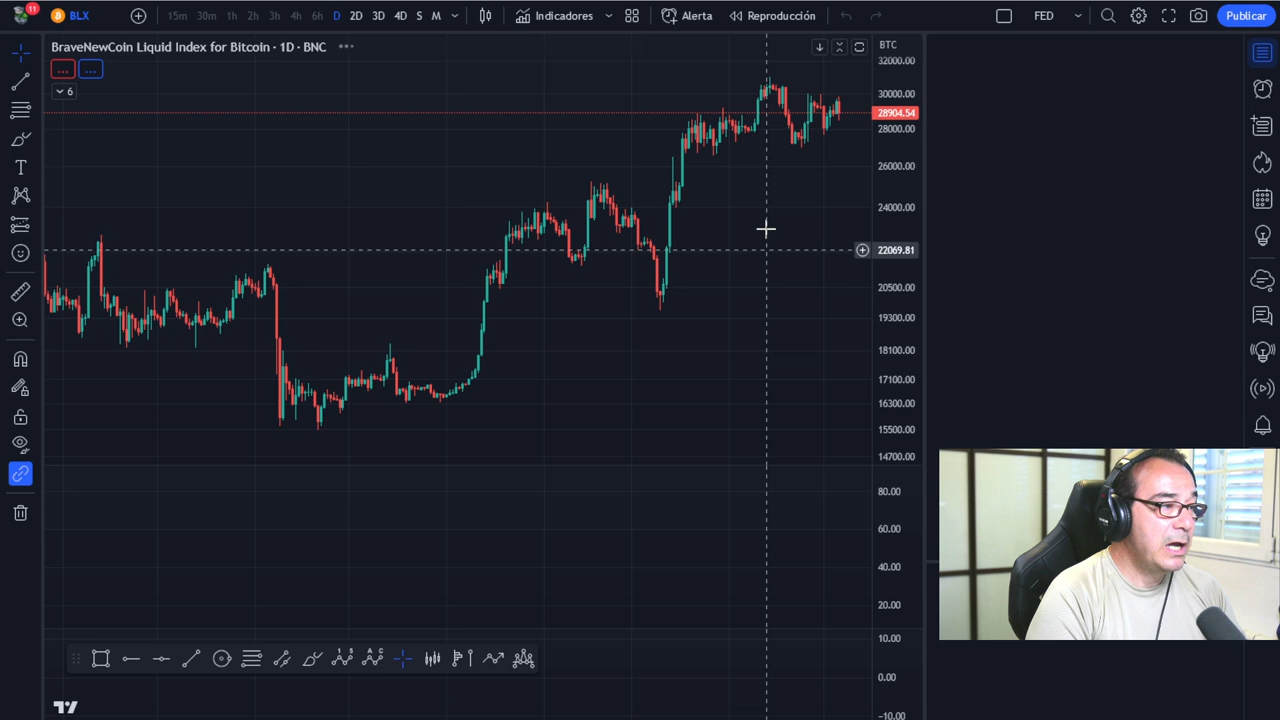 11
BLX
15m 30m 1h 2h 3h 4h 6h D 2D 3D 4D S M
Indicadores
Alerta
Reproducción
FED
Publicar
BraveNewCoin Liquid Index for Bitcoin · 1D · BNC
...
...
6
BTC
32000.00
30000.00
28904.54
28000.00
26000.00
24000.00
22069.81
20500.00
19300.00
18100.00
17100.00
16300.00
15500.00
14700.00
80.00
60.00
40.00
20.00
10.00
0.00
−10.00
1 5
A C